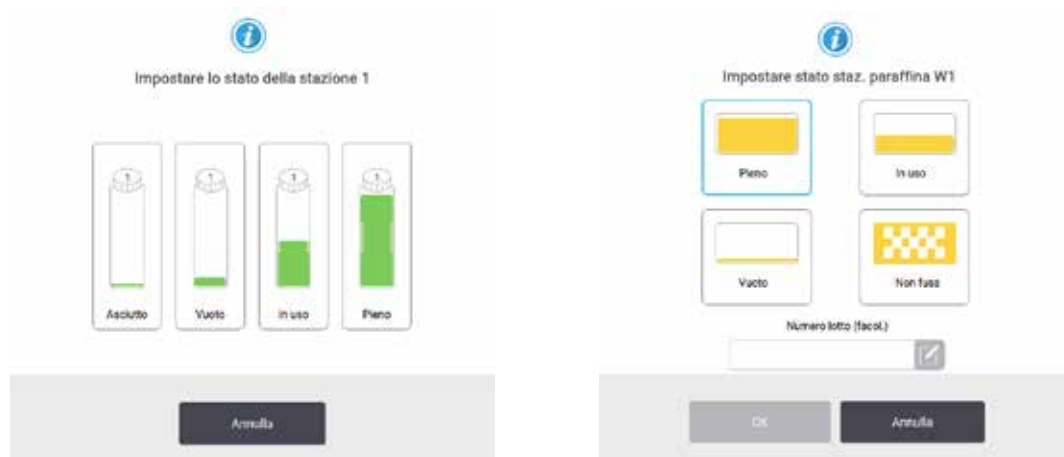 Impostare lo stato della stazione 1
1
1
1
1
Asciutto
Vuoto
In uso
Pieno
Annulla
Impostare stato staz. paraffina W1
Pieno
In uso
Vuoto
Non fusa
Numero lotto (facol.)
OK
Annulla